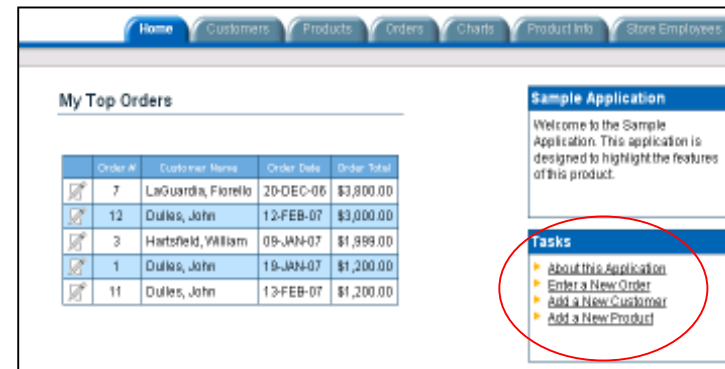 Home Customers Products Orders Charts Product Info Store Employees
My Top Orders
Order # Customer Name Order Date Order Total
7 LaGuardia, Fiorello 20-DEC-06 $3,800.00
12 Dulles, John 12-FEB-07 $3,000.00
3 Hartsfield, William 09-JAN-07 $1,999.00
1 Dulles, John 19-JAN-07 $1,200.00
11 Dulles, John 13-FEB-07 $1,200.00
Sample Application
Welcome to the Sample
Application. This application is
designed to highlight the features
of this product.
Tasks
About this Application
Enter a New Order
Add a New Customer
Add a New Product